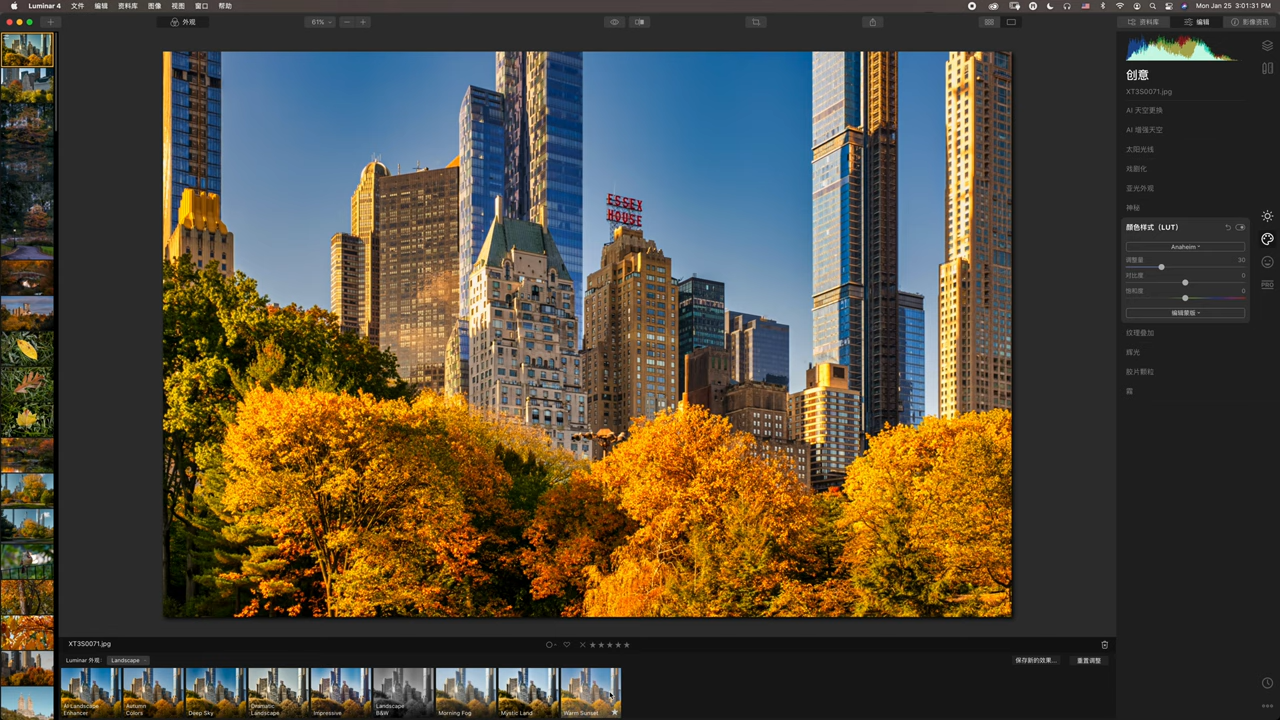 Luminar 4 文件 编辑 资料库 图像 视图 窗口 帮助
Mon Jan 25 3:01:31 PM
外观
61%
资料库 编辑 影像资讯
创意
XT3S0071.jpg
AI 天空更换
AI 增强天空
太阳光线
戏剧化
亚光外观
神秘
颜色样式（LUT）
Anaheim
调整量 30
对比度 0
饱和度 0
编辑蒙版
纹理叠加
辉光
胶片颗粒
雾
PRO
ESSEX
HOUSE
XT3S0071.jpg
Luminar 外观: Landscape
保存新的效果... 重置调整
AI Landscape Enhancer
Autumn Colors
Deep Sky
Dramatic Landscape
Impressive
Landscape B&W
Morning Fog
Mystic Land
Warm Sunset